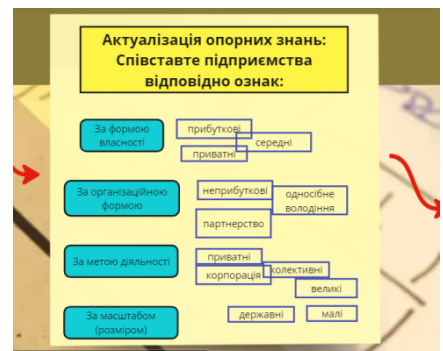 Актуалізація опорних знань:
Співставте підприємства
відповідно ознак:
За формою
власності
прибуткові
середні
приватні
За організаційною
формою
неприбуткові
односібне
володіння
партнерство
За метою діяльності
приватні
колективні
корпорація
великі
За масштабом
(розміром)
державні
малі